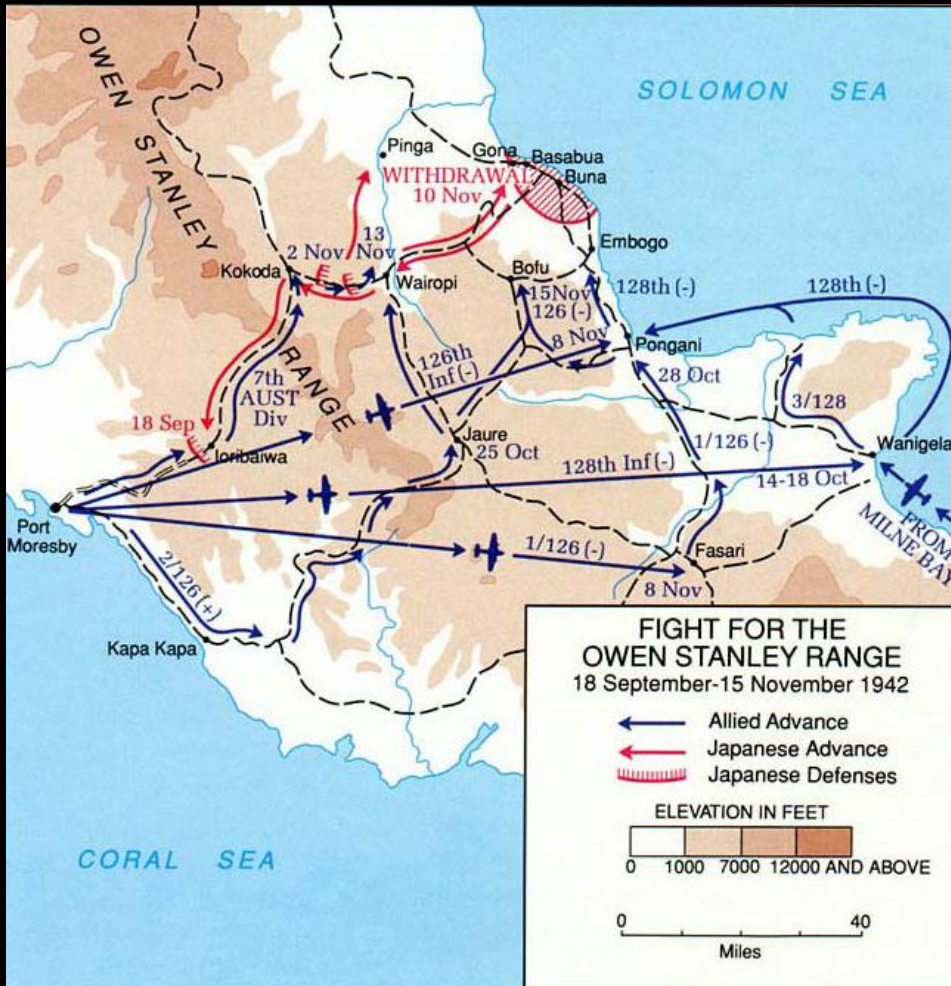 OWEN
STANLEY
RANGE
SOLOMON SEA
Pinga
Gona
Basabua
Buna
WITHDRAWAL
10 Nov
13
Nov
2 Nov
Kokoda
Wairopi
Embogo
Bofu
15Nov
126 (-)
128th (-)
128th (-)
8 Nov
Pongani
126th
Inf (-)
28 Oct
7th
AUST
Div
3/128
18 Sep
Ioribaiwa
Jaure
25 Oct
1/126 (-)
Wanigela
128th Inf (-)
14-18 Oct
Port
Moresby
FROM
MILNE BAY
1/126 (-)
Fasari
8 Nov
2/126 (+)
Kapa Kapa
CORAL SEA
FIGHT FOR THE
OWEN STANLEY RANGE
18 September-15 November 1942
Allied Advance
Japanese Advance
Japanese Defenses
ELEVATION IN FEET
0 1000 7000 12000 AND ABOVE
0 40
Miles